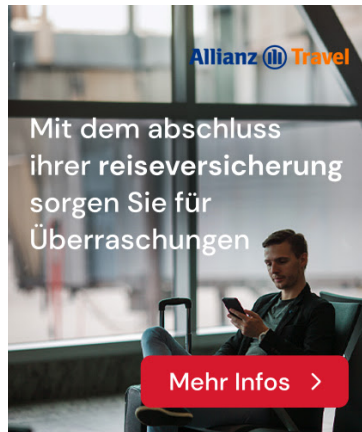 Allianz Travel
Mit dem abschluss
ihrer reiseversicherung
sorgen Sie für
Überraschungen
Mehr Infos >